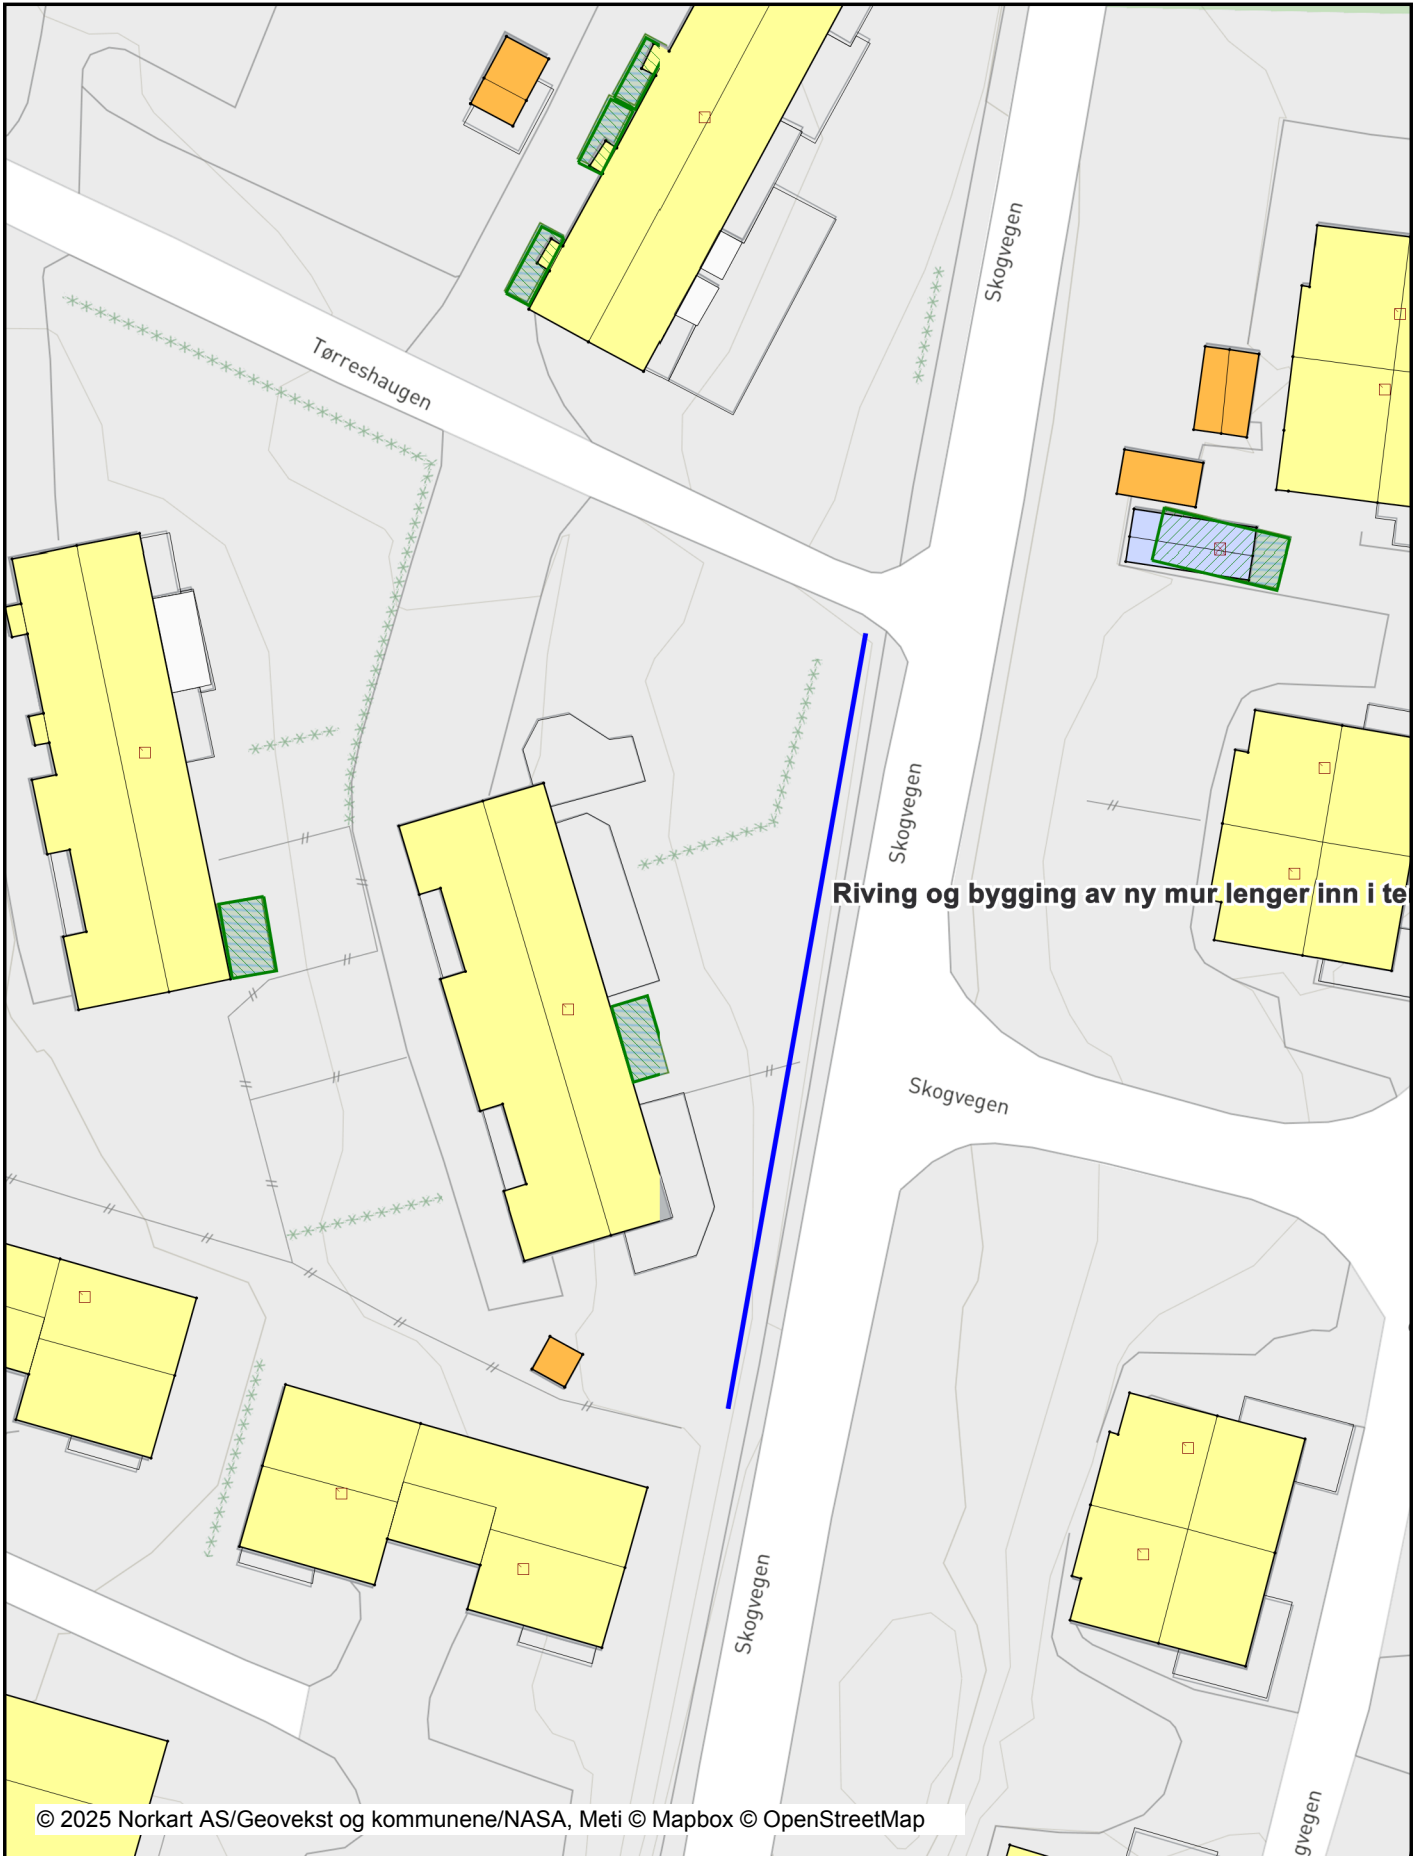 Skogvegen
Tørreshaugen
Skogvegen
Riving og bygging av ny mur lenger inn i te
Skogvegen
Skogvegen
gvegen
© 2025 Norkart AS/Geovekst og kommunene/NASA, Meti © Mapbox © OpenStreetMap